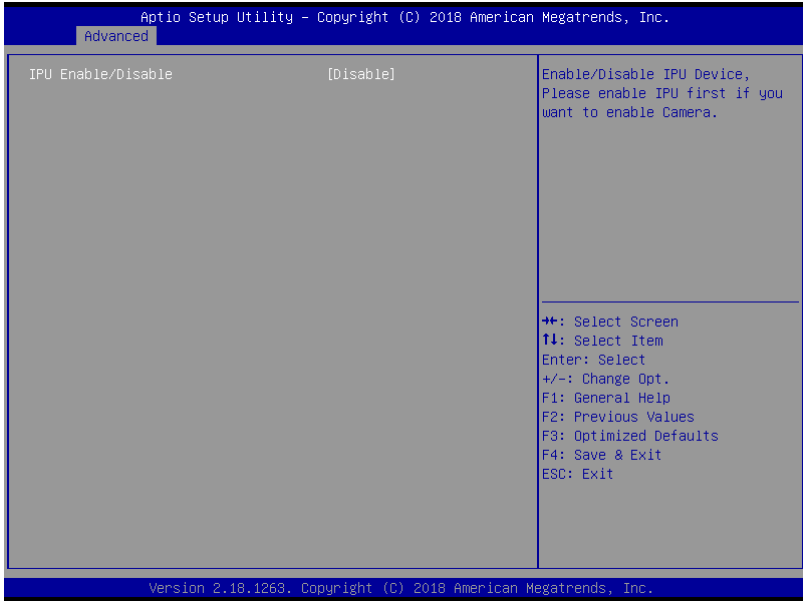 Aptio Setup Utility – Copyright (C) 2018 American Megatrends, Inc.
Advanced
IPU Enable/Disable [Disable]
Enable/Disable IPU Device,
Please enable IPU first if you
want to enable Camera.
→←: Select Screen
↑↓: Select Item
Enter: Select
+/-: Change Opt.
F1: General Help
F2: Previous Values
F3: Optimized Defaults
F4: Save & Exit
ESC: Exit
Version 2.18.1263. Copyright (C) 2018 American Megatrends, Inc.